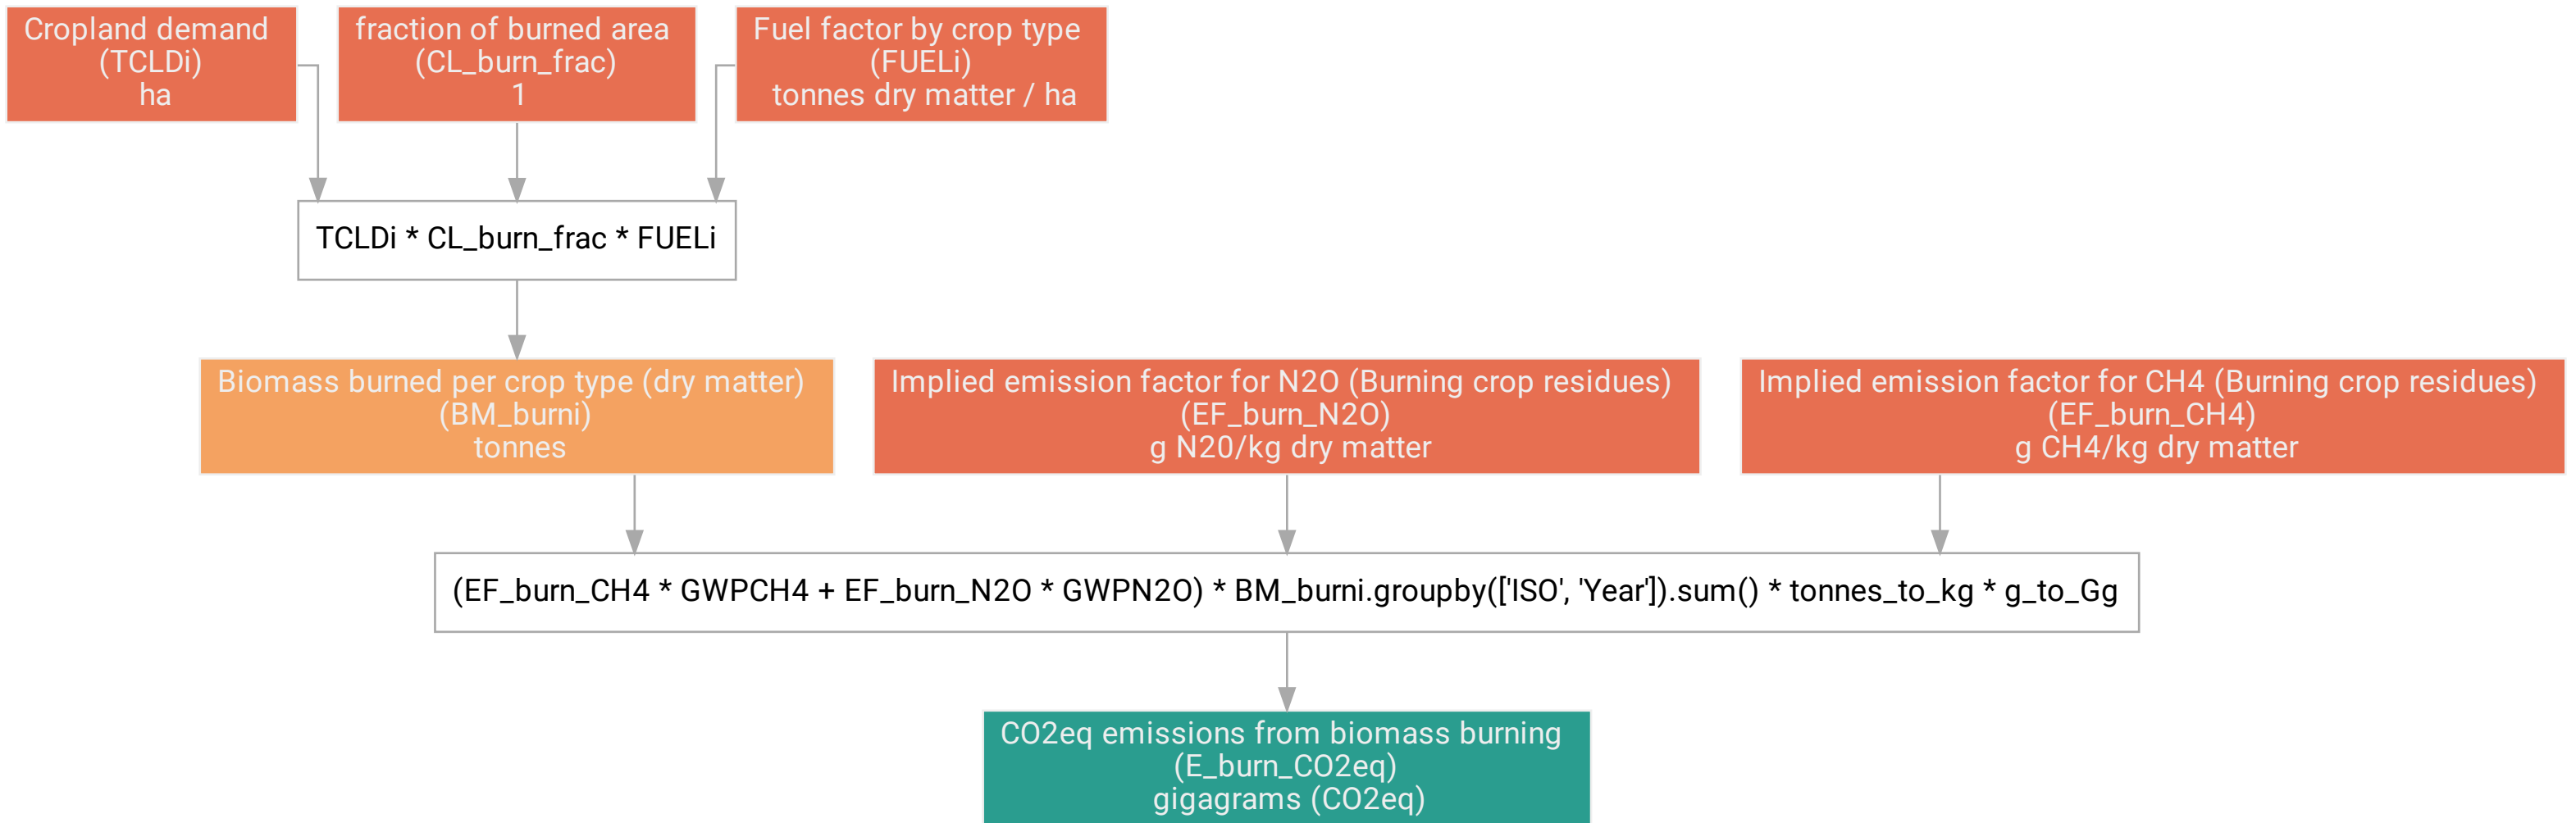 Cropland demand
(TCLDi)
ha
fraction of burned area
(CL_burn_frac)
1
Fuel factor by crop type
(FUELi)
tonnes dry matter / ha
TCLDi * CL_burn_frac * FUELi
Biomass burned per crop type (dry matter)
(BM_burni)
tonnes
Implied emission factor for N2O (Burning crop residues)
(EF_burn_N2O)
g N20/kg dry matter
Implied emission factor for CH4 (Burning crop residues)
(EF_burn_CH4)
g CH4/kg dry matter
(EF_burn_CH4 * GWPCH4 + EF_burn_N2O * GWPN2O) * BM_burni.groupby(['ISO', 'Year']).sum() * tonnes_to_kg * g_to_Gg
CO2eq emissions from biomass burning
(E_burn_CO2eq)
gigagrams (CO2eq)